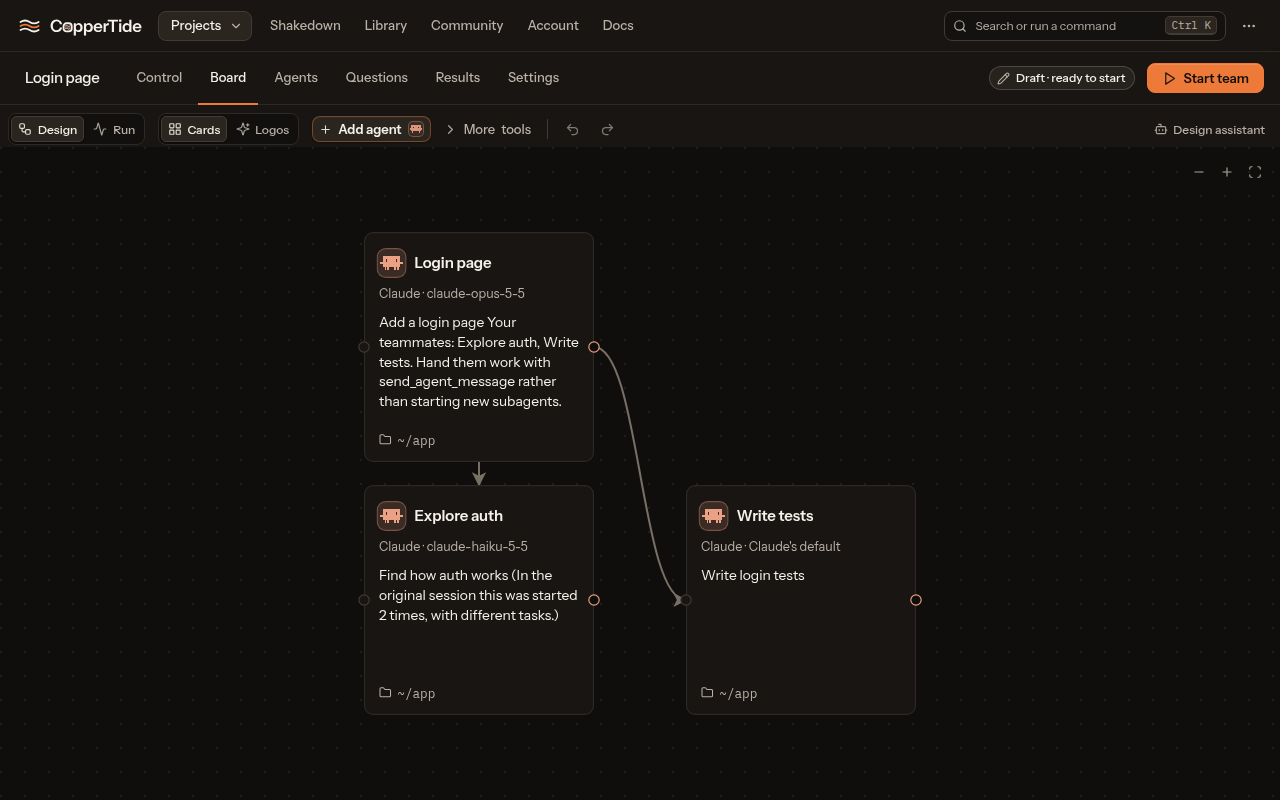 CopperTide
Projects
Shakedown
Library
Community
Account
Docs
Search or run a command
Ctrl K
Login page
Control
Board
Agents
Questions
Results
Settings
Draft · ready to start
Start team
Design
Run
Cards
Logos
Add agent
More tools
Design assistant
Login page
Claude · claude-opus-5-5
Add a login page Your
teammates: Explore auth, Write
tests. Hand them work with
send_agent_message rather
than starting new subagents.
~/app
Explore auth
Claude · claude-haiku-5-5
Find how auth works (In the
original session this was started
2 times, with different tasks.)
~/app
Write tests
Claude · Claude's default
Write login tests
~/app